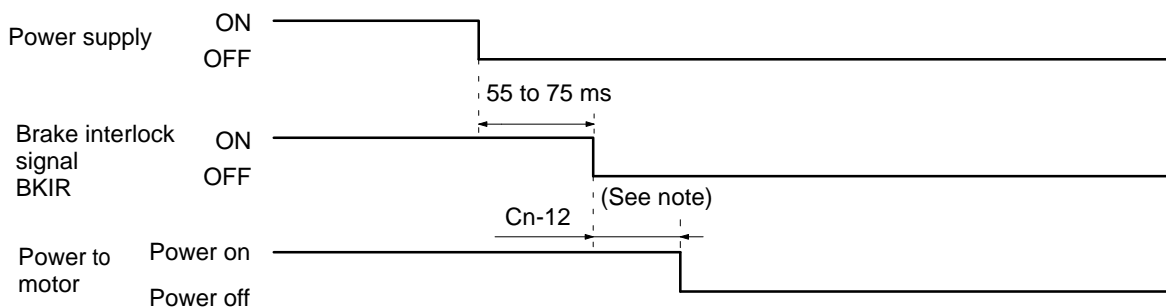 Power supply
ON
OFF
55 to 75 ms
Brake interlock
signal
BKIR
ON
OFF
(See note)
Cn-12
Power to
motor
Power on
Power off